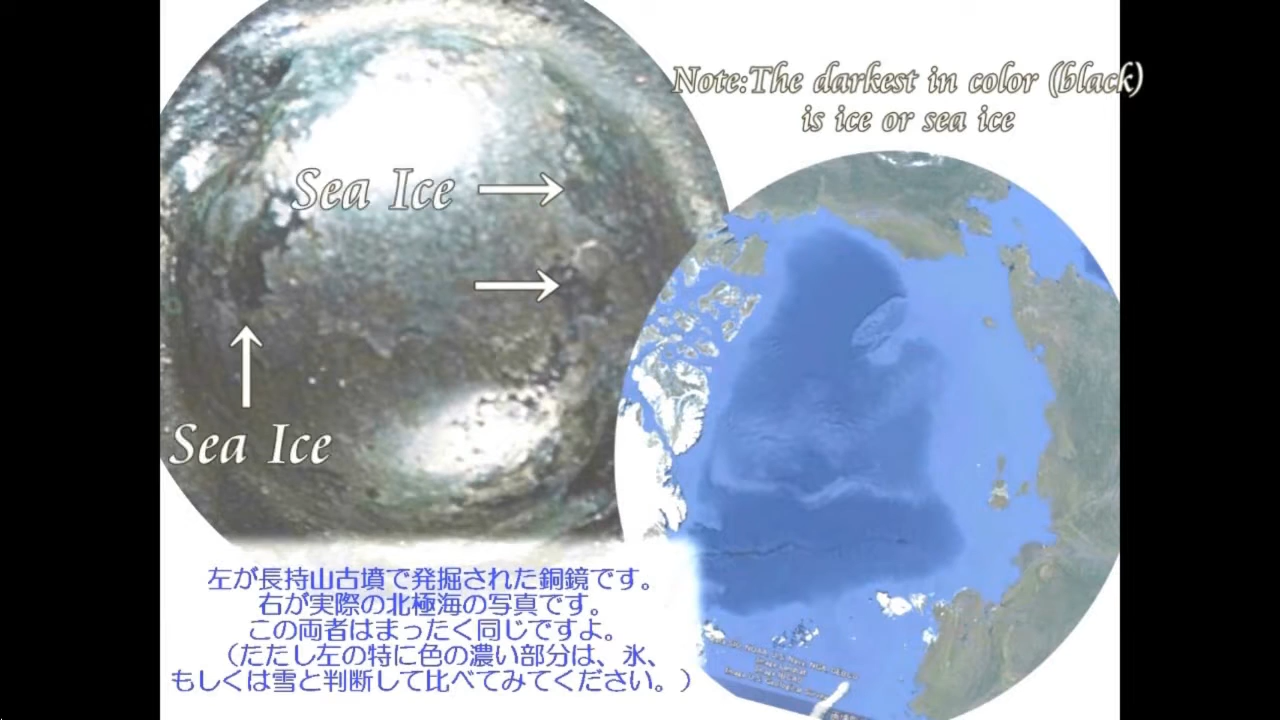 Note:The darkest in color (black)
is ice or sea ice
Sea Ice
Sea Ice
左が長持山古墳で発掘された銅鏡です。
右が実際の北極海の写真です。
この両者はまったく同じですよ。
（ただし左の特に色の濃い部分は、氷、
もしくは雪と判断して比べてみてください。）